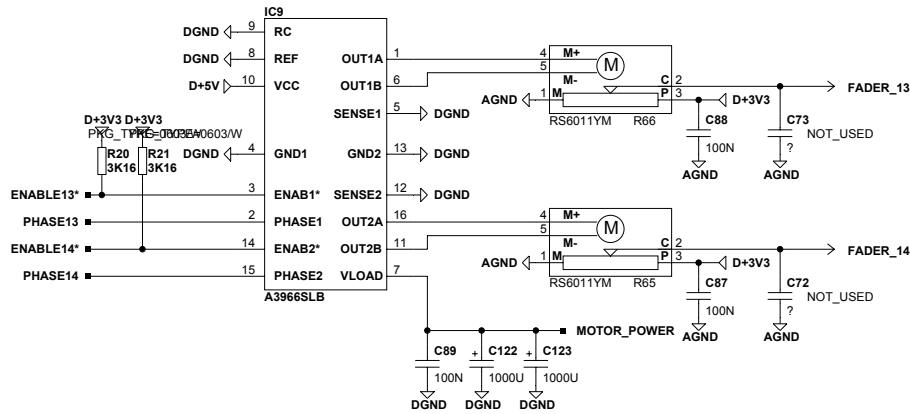 IC9
DGND 9 RC
DGND 8 REF OUT1A 1 4 M+
D+5V 10 VCC OUT1B 6 5 M- M C 2 FADER_13
SENSE1 5 DGND AGND 1 M P 3 D+3V3
RS6011YM R66 C88 C73 NOT_USED
100N ?
AGND AGND
D+3V3 D+3V3
R20 R21
3K16 3K16
DGND 4 GND1 GND2 13 DGND
ENABLE13* 3 ENAB1* SENSE2 12 DGND
PHASE13 2 PHASE1 OUT2A 16 4 M+
ENABLE14* 14 ENAB2* OUT2B 11 5 M- M C 2 FADER_14
PHASE14 15 PHASE2 VLOAD 7 AGND 1 M P 3 D+3V3
A3966SLB
RS6011YM R65 C87 C72 NOT_USED
100N ?
AGND AGND
MOTOR_POWER
C89 + C122 + C123
100N 1000U 1000U
DGND DGND DGND